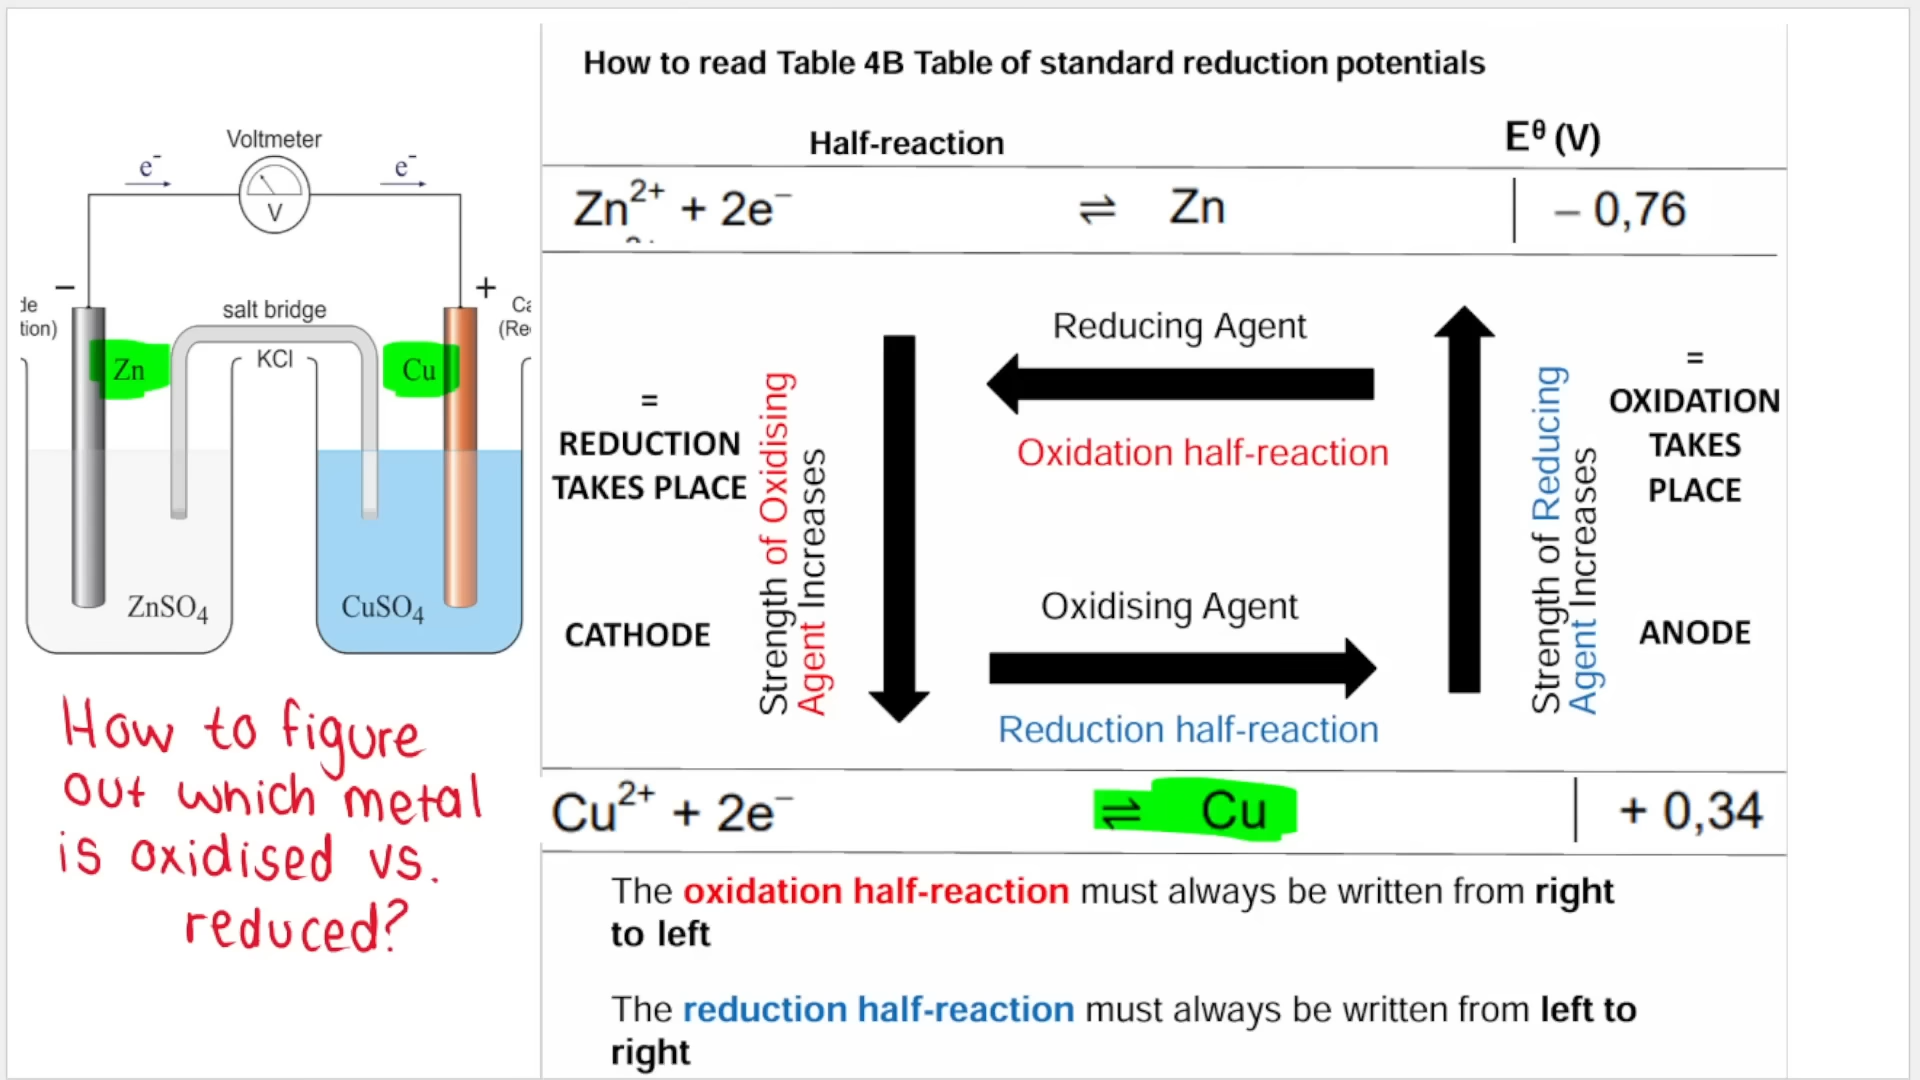 Voltmeter
e⁻
e⁻
V
−
+
de
tion)
Zn
salt bridge
KCl
Cu
Ca
(Re
ZnSO₄
CuSO₄
How to figure
out which metal
is oxidised vs.
reduced?
How to read Table 4B Table of standard reduction potentials
Half-reaction
Eᶿ (V)
Zn²⁺ + 2e⁻ ⇌ Zn | – 0,76
=
REDUCTION
TAKES PLACE
CATHODE
Strength of Oxidising
Agent Increases
Reducing Agent
Oxidation half-reaction
Oxidising Agent
Reduction half-reaction
Strength of Reducing
Agent Increases
=
OXIDATION
TAKES
PLACE
ANODE
Cu²⁺ + 2e⁻ ⇌ Cu | + 0,34
The oxidation half-reaction must always be written from right
to left
The reduction half-reaction must always be written from left to
right